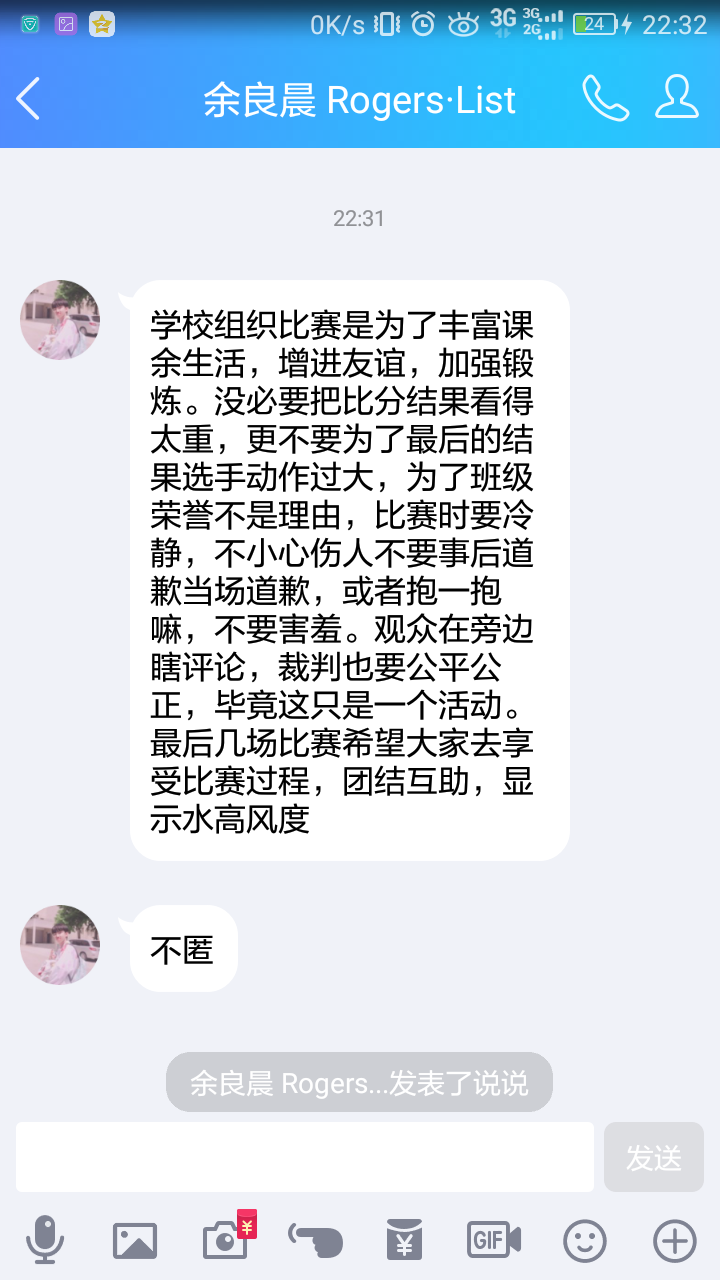 0K/s 3G 3G 2G 24 22:32
余良晨 Rogers·List
22:31
学校组织比赛是为了丰富课
余生活，增进友谊，加强锻
炼。没必要把比分结果看得
太重，更不要为了最后的结
果选手动作过大，为了班级
荣誉不是理由，比赛时要冷
静，不小心伤人不要事后道
歉当场道歉，或者抱一抱
嘛，不要害羞。观众在旁边
瞎评论，裁判也要公平公
正，毕竟这只是一个活动。
最后几场比赛希望大家去享
受比赛过程，团结互助，显
示水高风度
不匿
余良晨 Rogers...发表了说说
发送
¥
¥
GIF